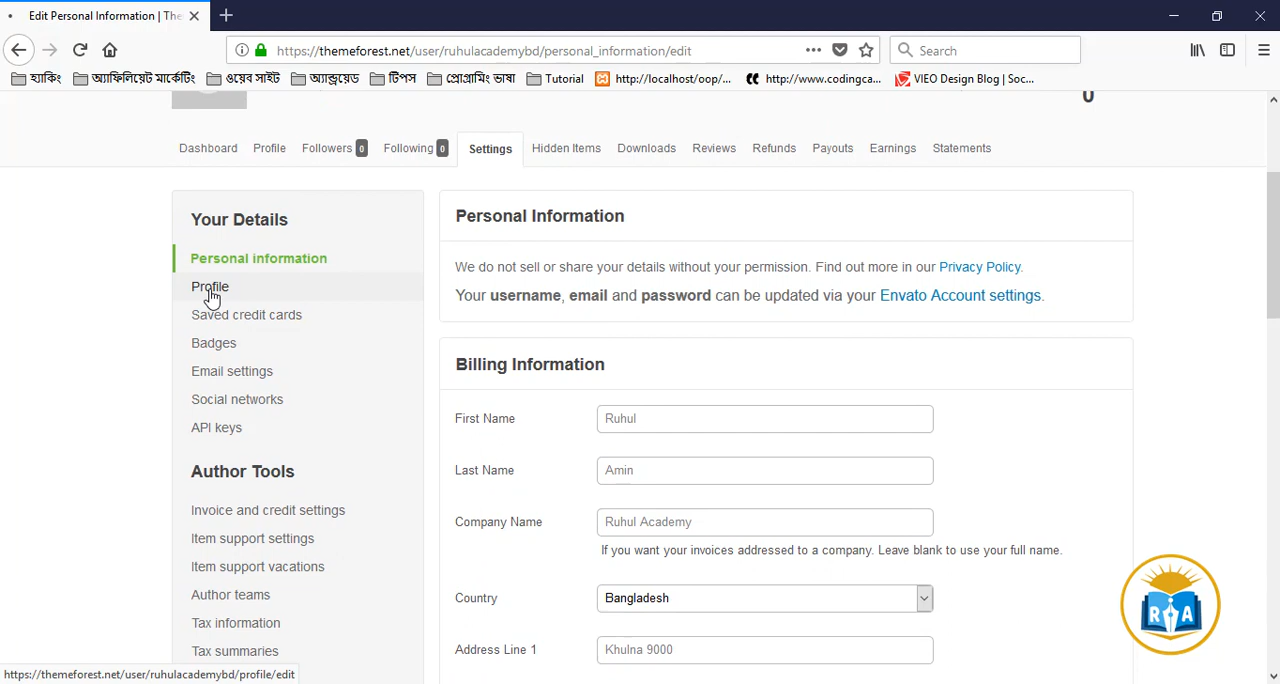 Edit Personal Information | The
https://themeforest.net/user/ruhulacademybd/personal_information/edit
Search
হ্যাকিং
অ্যাফিলিয়েট মার্কেটিং
ওয়েব সাইট
অ্যান্ড্রয়েড
টিপস
প্রোগ্রামিং ভাষা
Tutorial
http://localhost/oop/...
http://www.codingca...
VIEO Design Blog | Soc...
0
Dashboard
Profile
Followers 0
Following 0
Settings
Hidden Items
Downloads
Reviews
Refunds
Payouts
Earnings
Statements
Your Details
Personal information
Profile
Saved credit cards
Badges
Email settings
Social networks
API keys
Author Tools
Invoice and credit settings
Item support settings
Item support vacations
Author teams
Tax information
Tax summaries
Personal Information
We do not sell or share your details without your permission. Find out more in our Privacy Policy.
Your username, email and password can be updated via your Envato Account settings.
Billing Information
First Name
Ruhul
Last Name
Amin
Company Name
Ruhul Academy
If you want your invoices addressed to a company. Leave blank to use your full name.
Country
Bangladesh
Address Line 1
Khulna 9000
R A
https://themeforest.net/user/ruhulacademybd/profile/edit